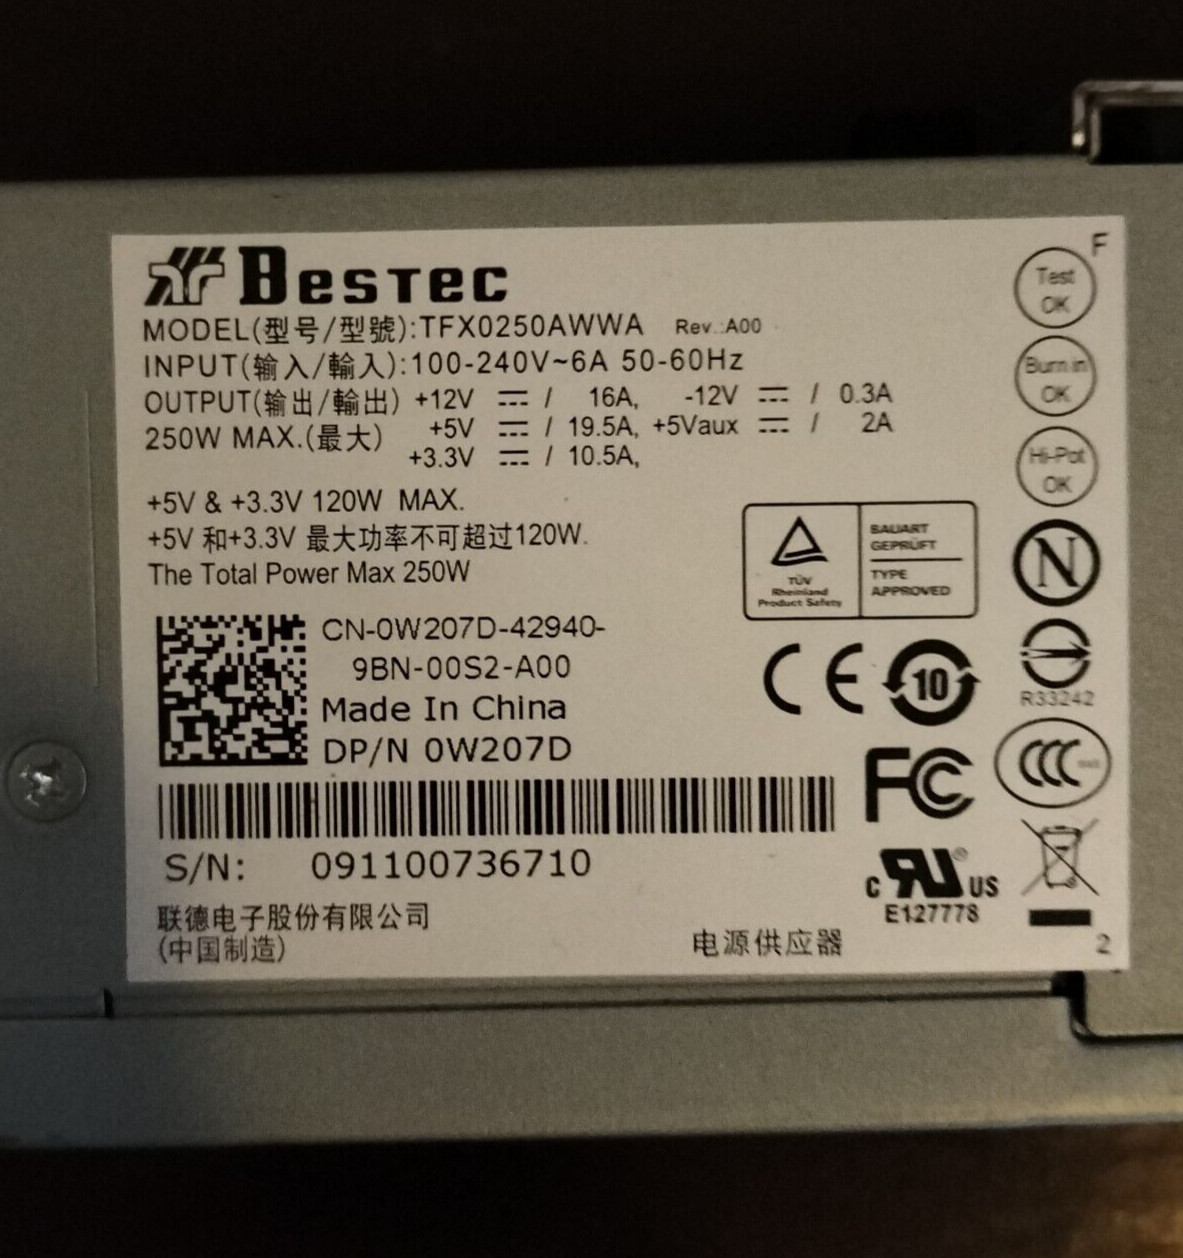 BESTEC
MODEL(型号/型號):TFX0250AWWA Rev.:A00
INPUT(输入/輸入):100-240V~6A 50-60Hz
OUTPUT(输出/輸出) +12V / 16A, -12V / 0.3A
250W MAX.(最大) +5V / 19.5A, +5Vaux / 2A
+3.3V / 10.5A,
+5V & +3.3V 120W MAX.
+5V 和+3.3V 最大功率不可超过120W.
The Total Power Max 250W
CN-0W207D-42940-
9BN-00S2-A00
Made In China
DP/N 0W207D
S/N: 091100736710
联德电子股份有限公司
(中国制造)
电源供应器
F
Test
OK
Burn in
OK
Hi-Pot
OK
N
TÜV
Rheinland
Product Safety
BAUART
GEPRÜFT
TYPE
APPROVED
CE
10
R33242
FC
CCC
c RU ® US
E127778
2